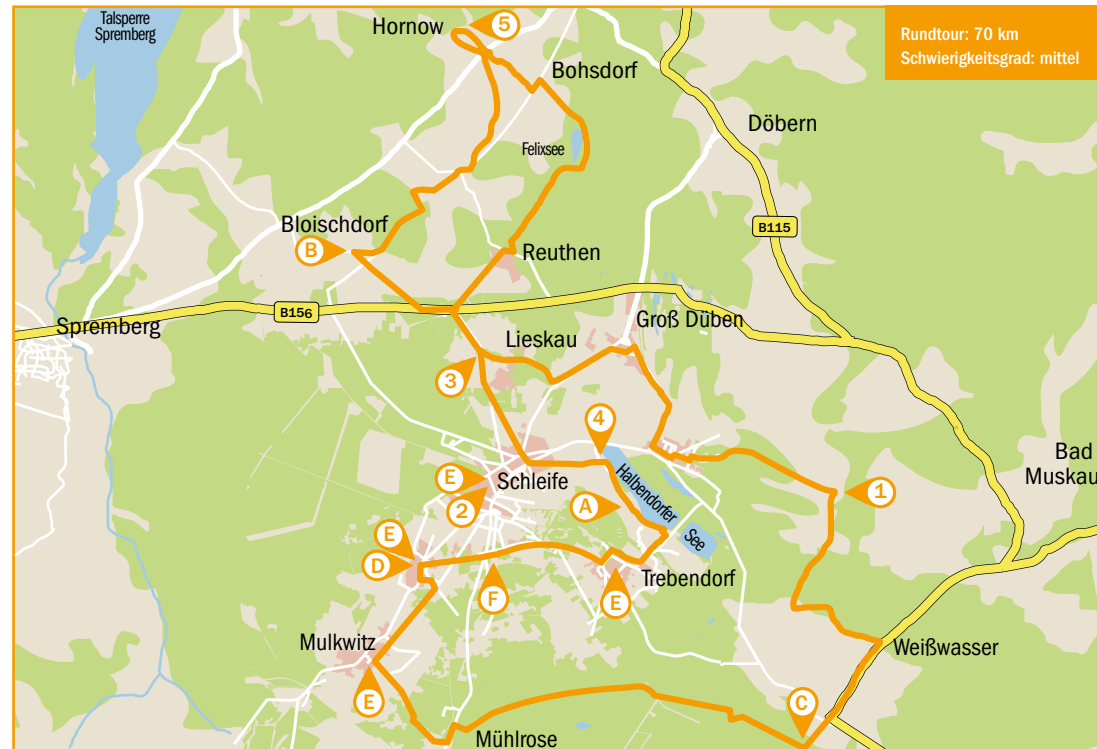 Talsperre
Spremberg
Hornow
5
Rundtour: 70 km
Schwierigkeitsgrad: mittel
Bohsdorf
Döbern
Felixsee
Bloischdorf
B
B115
Reuthen
B156
Spremberg
Groß Düben
Lieskau
3
4
Bad
Muskau
E
Schleife
Halbendorfer
See
1
2
A
E
D
F
E
Trebendorf
Mulkwitz
Weißwasser
E
C
Mühlrose